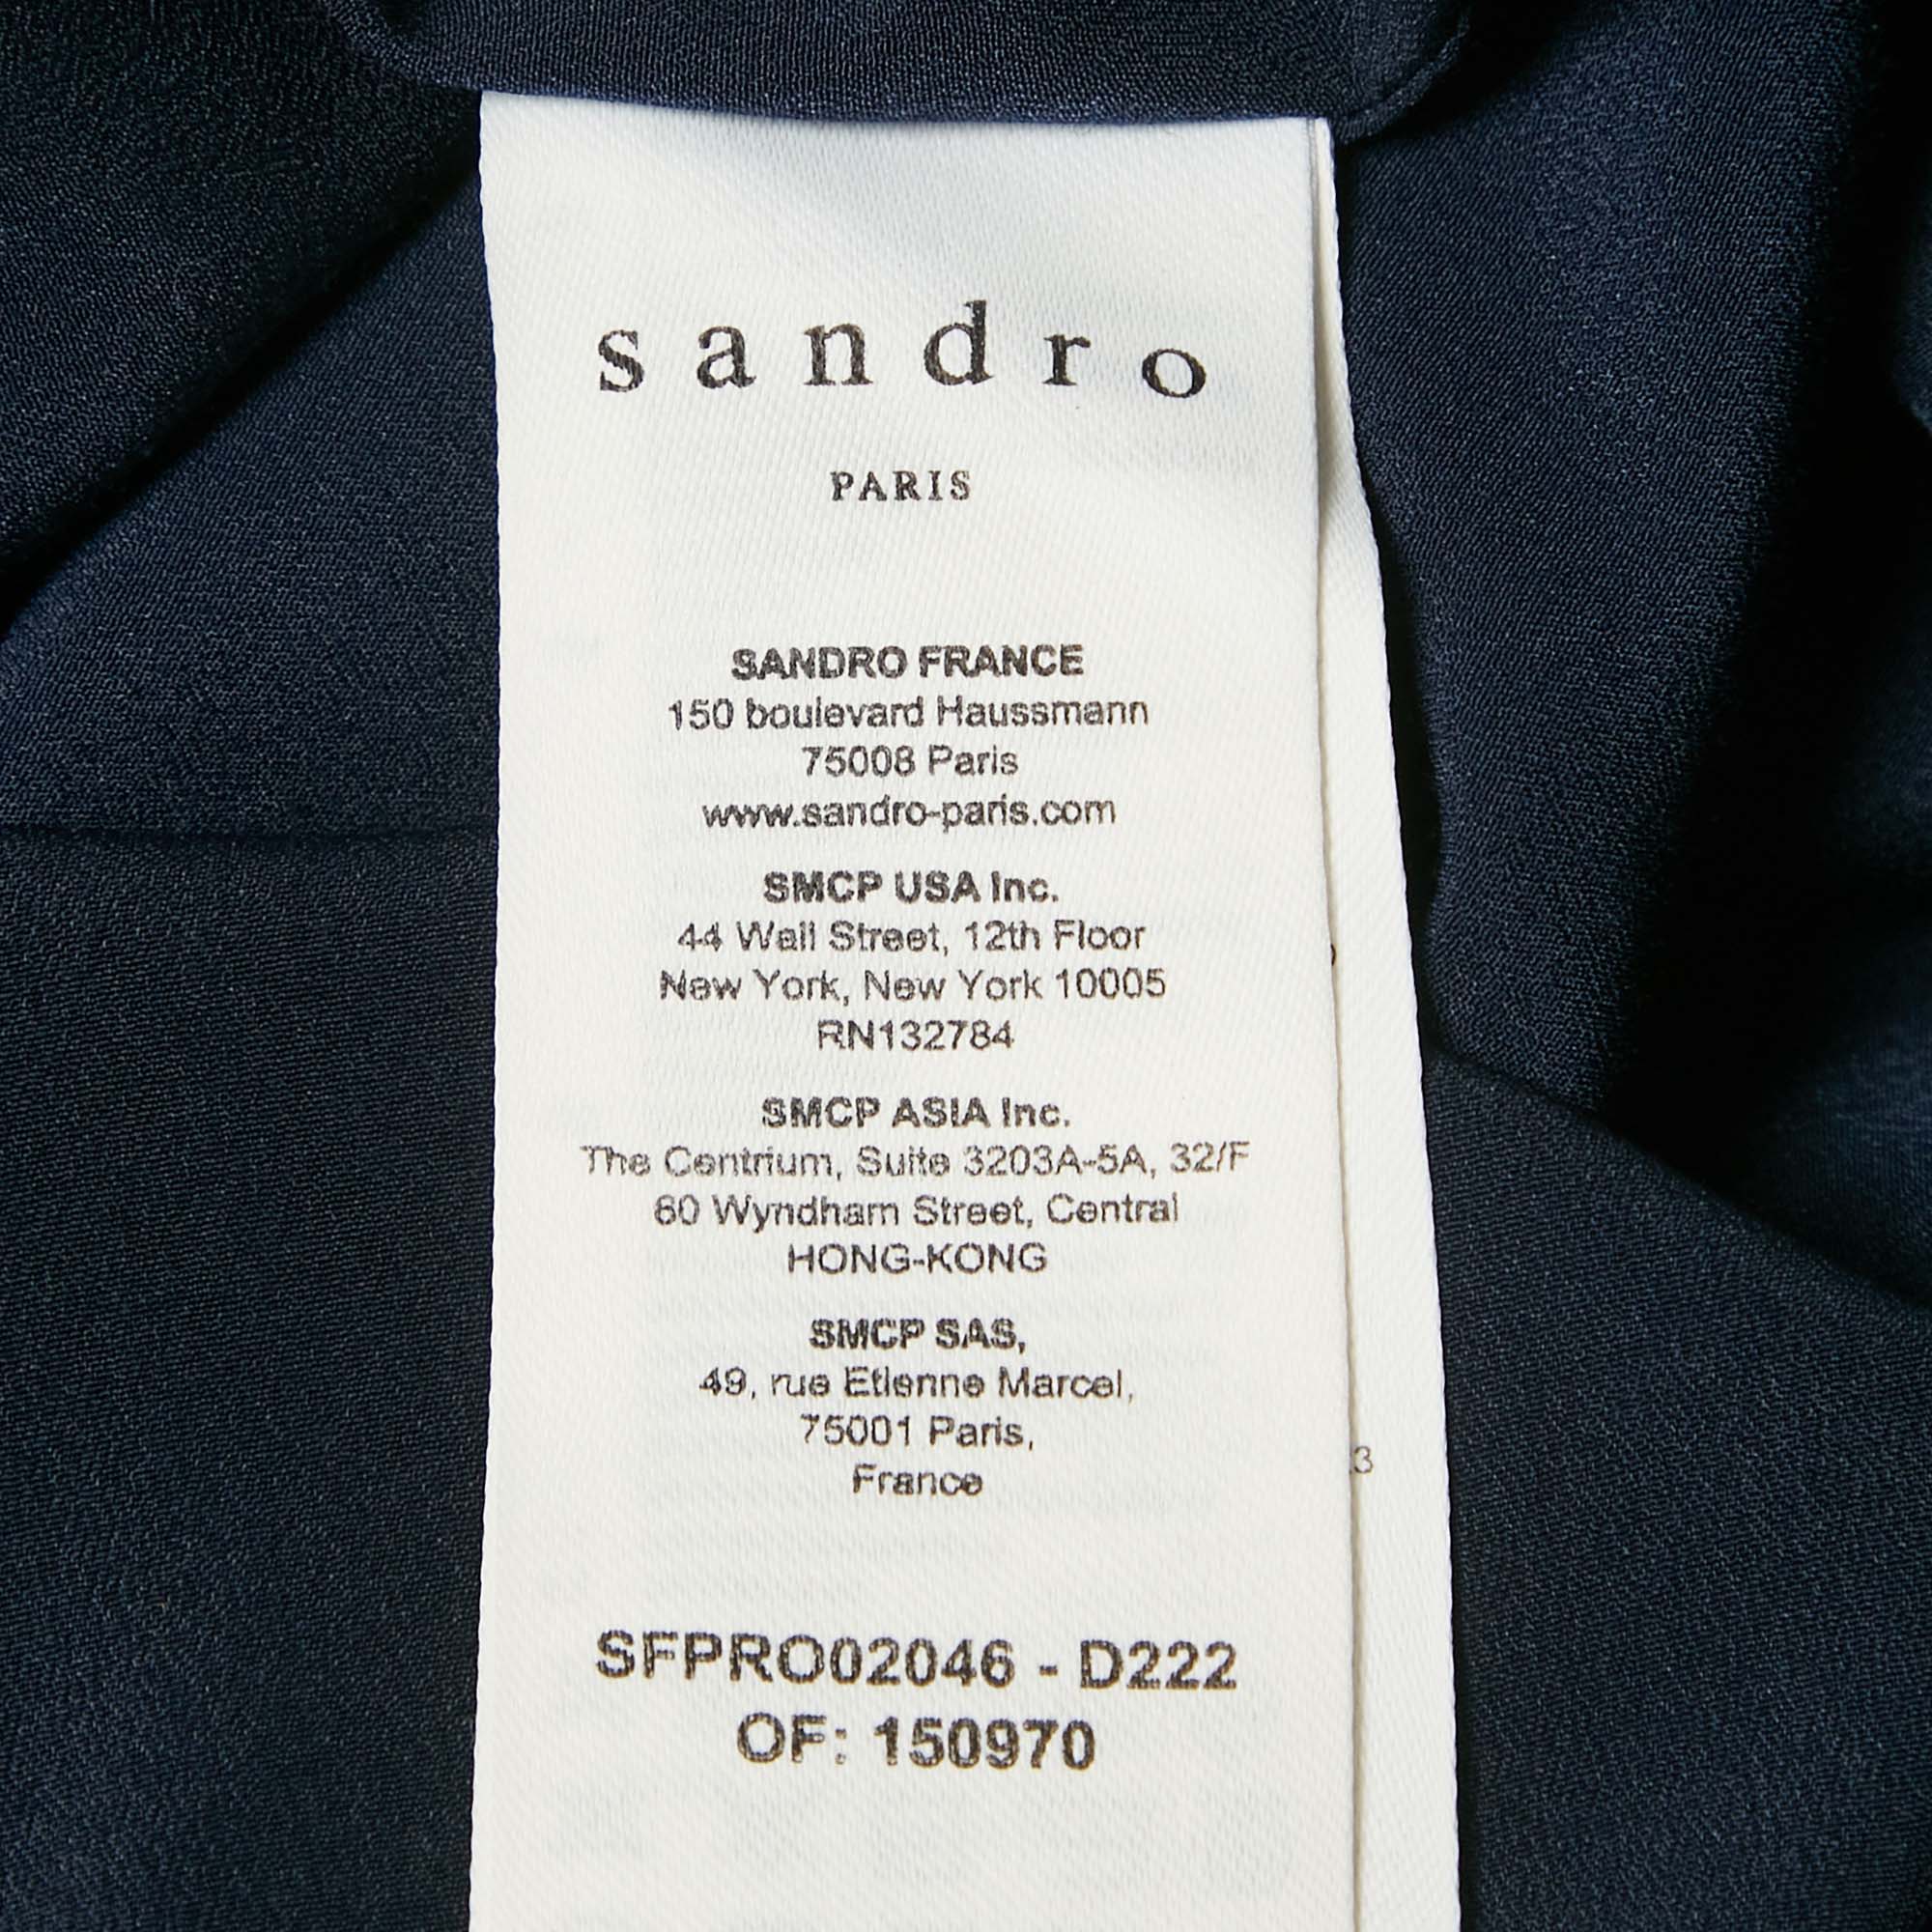 sandro
PARIS
SANDRO FRANCE
150 boulevard Haussmann
75008 Paris
www.sandro-paris.com
SMCP USA Inc.
44 Wall Street, 12th Floor
New York, New York 10005
RN132784
SMCP ASIA Inc.
The Centrium, Suite 3203A-5A, 32/F
60 Wyndham Street, Central
HONG-KONG
SMCP SAS,
49, rue Etienne Marcel,
75001 Paris,
France
3
SFPRO02046 - D222
OF: 150970